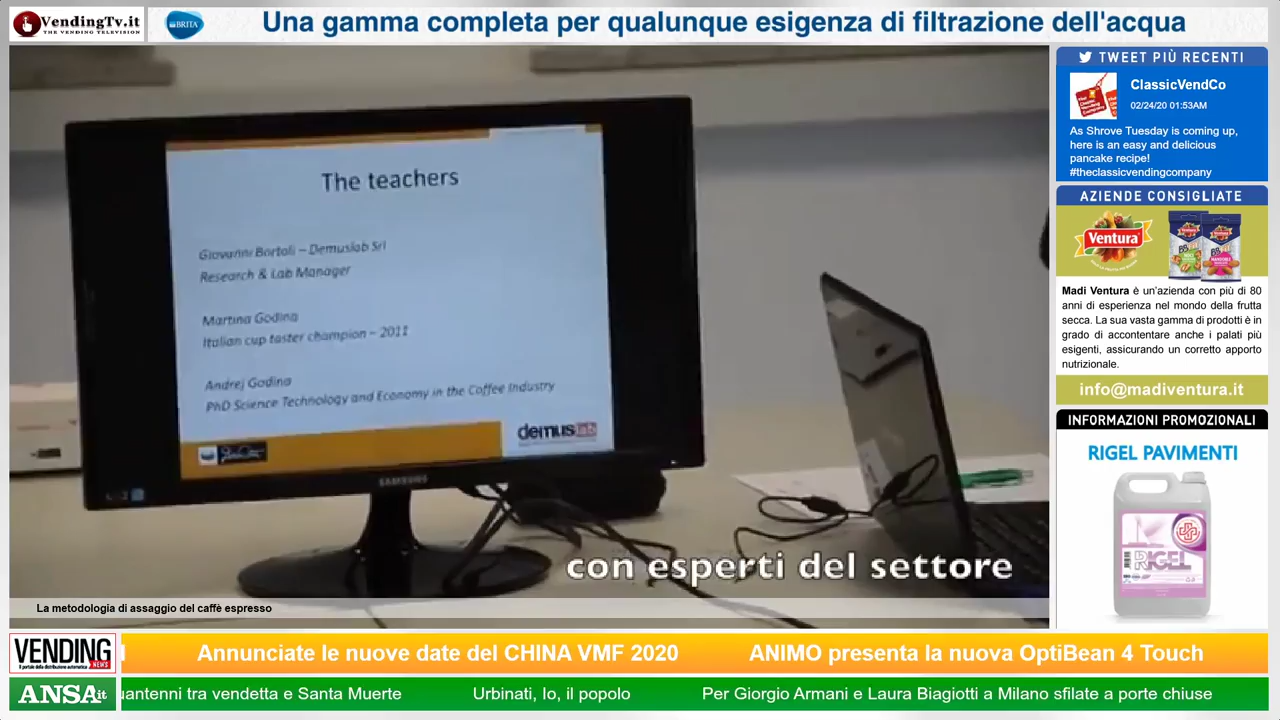 VendingTv.it
THE VENDING TELEVISION
BRITA
Una gamma completa per qualunque esigenza di filtrazione dell'acqua
The teachers
Giovanni Bortoli – Demuslab Srl
Research & Lab Manager
Martina Godina
Italian cup taster champion – 2011
Andrej Godina
PhD Science Technology and Economy in the Coffee Industry
demus lab
SAMSUNG
con esperti del settore
La metodologia di assaggio del caffè espresso
TWEET PIÙ RECENTI
ClassicVendCo
02/24/20 01:53AM
As Shrove Tuesday is coming up,
here is an easy and delicious
pancake recipe!
#theclassicvendingcompany
AZIENDE CONSIGLIATE
Ventura
Madi Ventura è un'azienda con più di 80
anni di esperienza nel mondo della frutta
secca. La sua vasta gamma di prodotti è in
grado di accontentare anche i palati più
esigenti, assicurando un corretto apporto
nutrizionale.
info@madiventura.it
INFORMAZIONI PROMOZIONALI
RIGEL PAVIMENTI
RIGEL
VENDING
NEWS
Il portale della distribuzione automatica
Annunciate le nuove date del CHINA VMF 2020
ANIMO presenta la nuova OptiBean 4 Touch
ANSA.it
uantenni tra vendetta e Santa Muerte
Urbinati, Io, il popolo
Per Giorgio Armani e Laura Biagiotti a Milano sfilate a porte chiuse